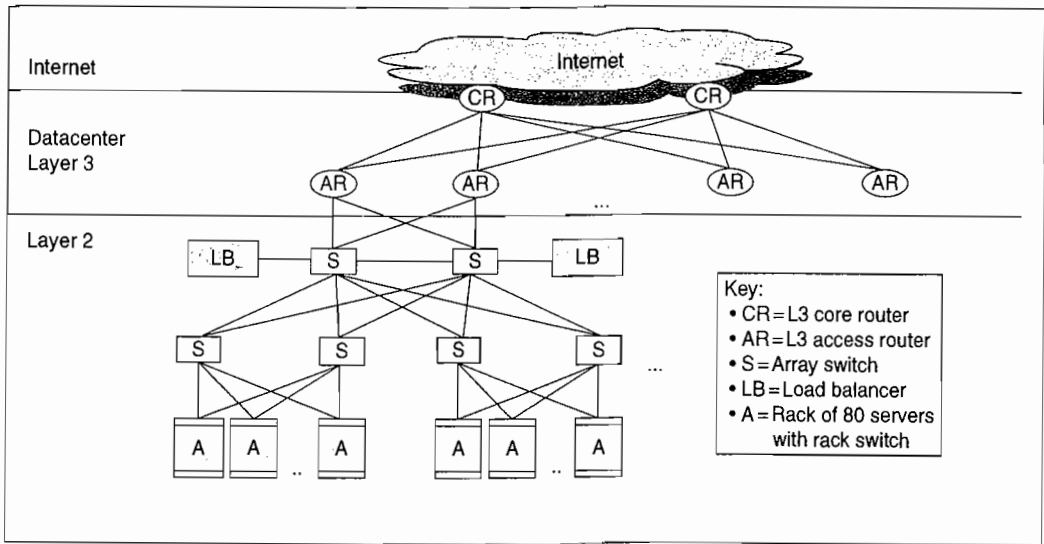 Internet
Internet
CR
CR
Datacenter
Layer 3
AR
AR
AR
AR
...
Layer 2
LB
S
S
LB
S
S
S
S
...
A
A
..
A
A
A
..
A
Key:
• CR=L3 core router
• AR=L3 access router
• S=Array switch
• LB=Load balancer
• A=Rack of 80 servers
with rack switch